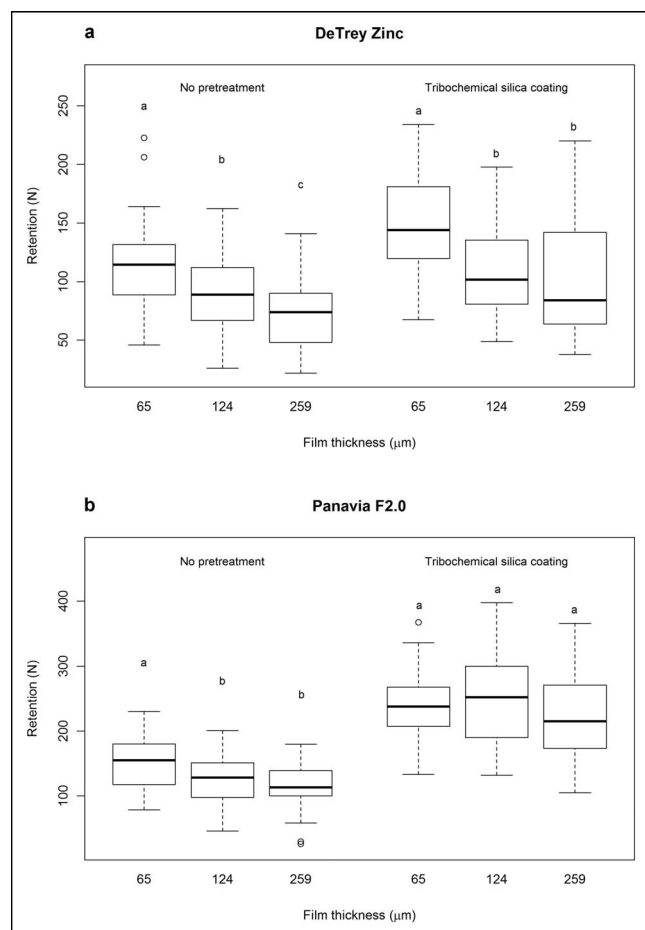 a DeTrey Zinc
No pretreatment Tribochemical silica coating
a a
b b b
c
250
200
150
100
50
Retention (N)
65 124 259 65 124 259
Film thickness (μm)
b Panavia F2.0
No pretreatment Tribochemical silica coating
a b b a a a
400
300
200
100
Retention (N)
65 124 259 65 124 259
Film thickness (μm)